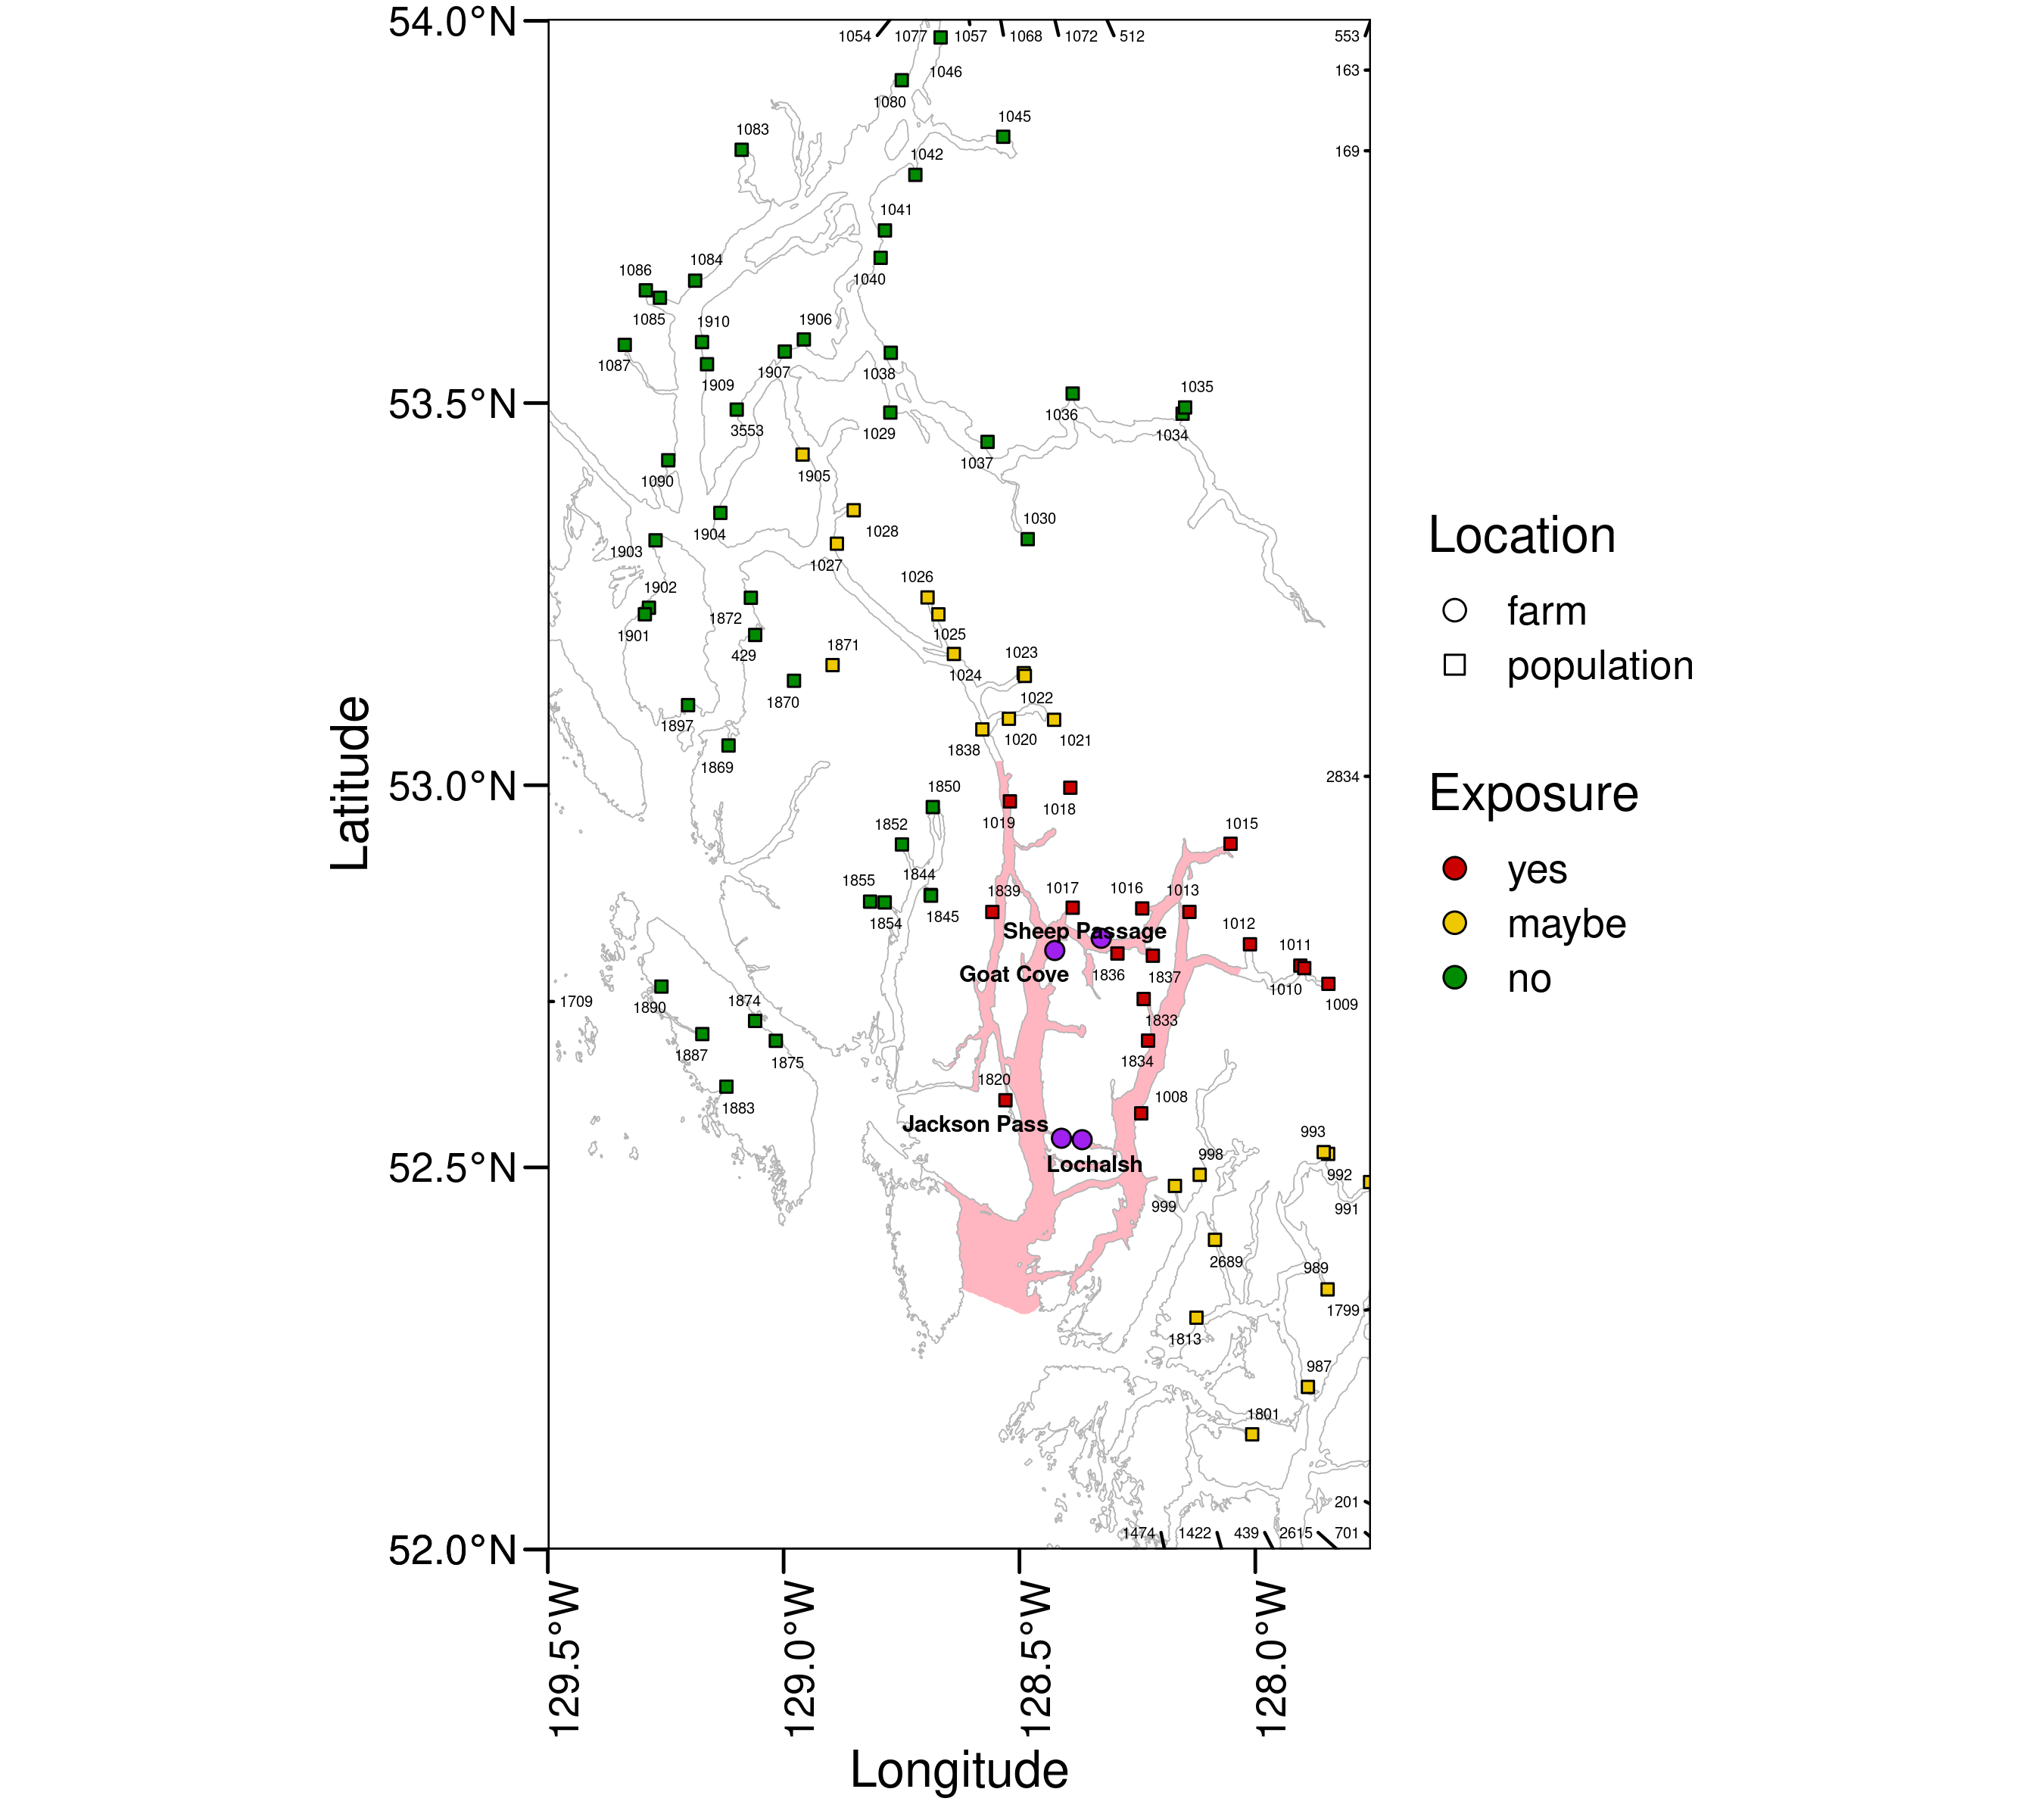 54.0°N
1054 1077 1057 1068 1072 512 553
1046 163
1080
1083 1045
1042 169
1041
1084
1086 1040
1085 1910 1906
1087 1907 1038
1909 1035
53.5°N
3553 1029 1036 1034
1037
1905
1090
1028 1030
1904
1903 1027
1902 1026
1872
1901 1025
429 1871 1023
1024
1870 1022
1897 1838 1020 1021
1869
2834
53.0°N
1850
1018
1852 1019 1015
1844
1855 1839 1017 1016 1013
1854 1845
1012
Sheep Passage
1011
Goat Cove 1836 1837
1010
1709 1890 1874 1009
1833
1887 1875 1834
1820
1883 1008
Jackson Pass
993
998
Lochalsh
52.5°N
992
999 991
2689 989
1799
1813
987
1801
201
1474 1422 439 2615 701
52.0°N
129.5°W
129.0°W
128.5°W
128.0°W
Longitude
Latitude
Location
farm
population
Exposure
yes
maybe
no